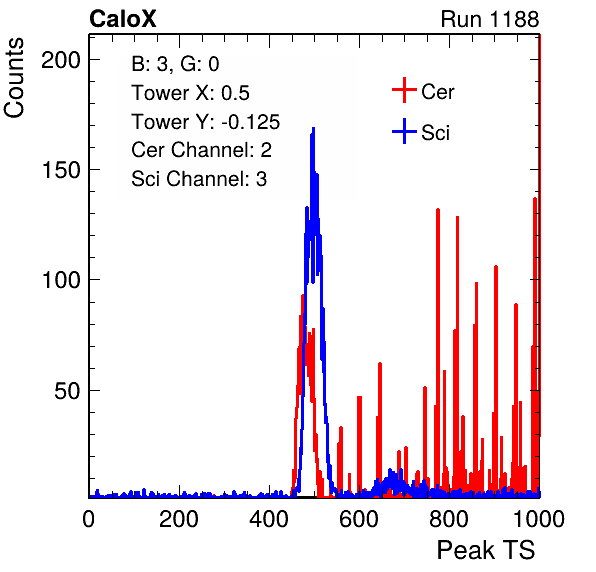 CaloX Run 1188
Counts
B: 3, G: 0
Tower X: 0.5
Tower Y: -0.125
Cer Channel: 2
Sci Channel: 3
Cer
Sci
200
150
100
50
0 200 400 600 800 1000
Peak TS